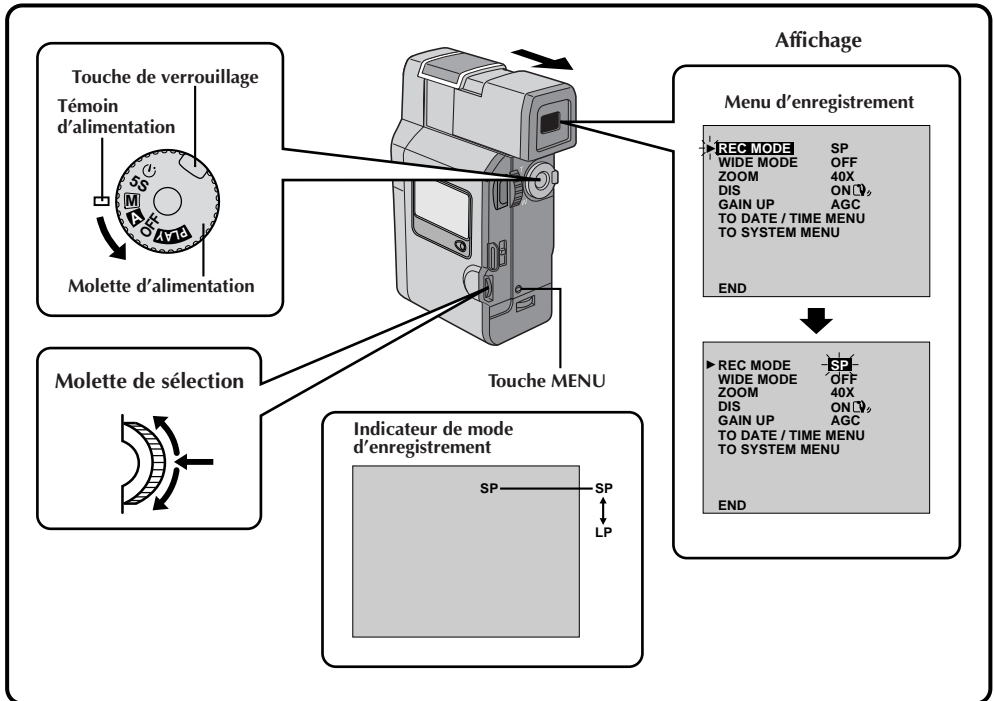 Touche de verrouillage
Témoin
d'alimentation
5S
M
A
OFF
PLAY
Molette d'alimentation
Molette de sélection
Touche MENU
Indicateur de mode
d'enregistrement
SP SP
LP
Affichage
Menu d'enregistrement
REC MODE SP
WIDE MODE OFF
ZOOM 40X
DIS ON
GAIN UP AGC
TO DATE / TIME MENU
TO SYSTEM MENU
END
REC MODE SP
WIDE MODE OFF
ZOOM 40X
DIS ON
GAIN UP AGC
TO DATE / TIME MENU
TO SYSTEM MENU
END